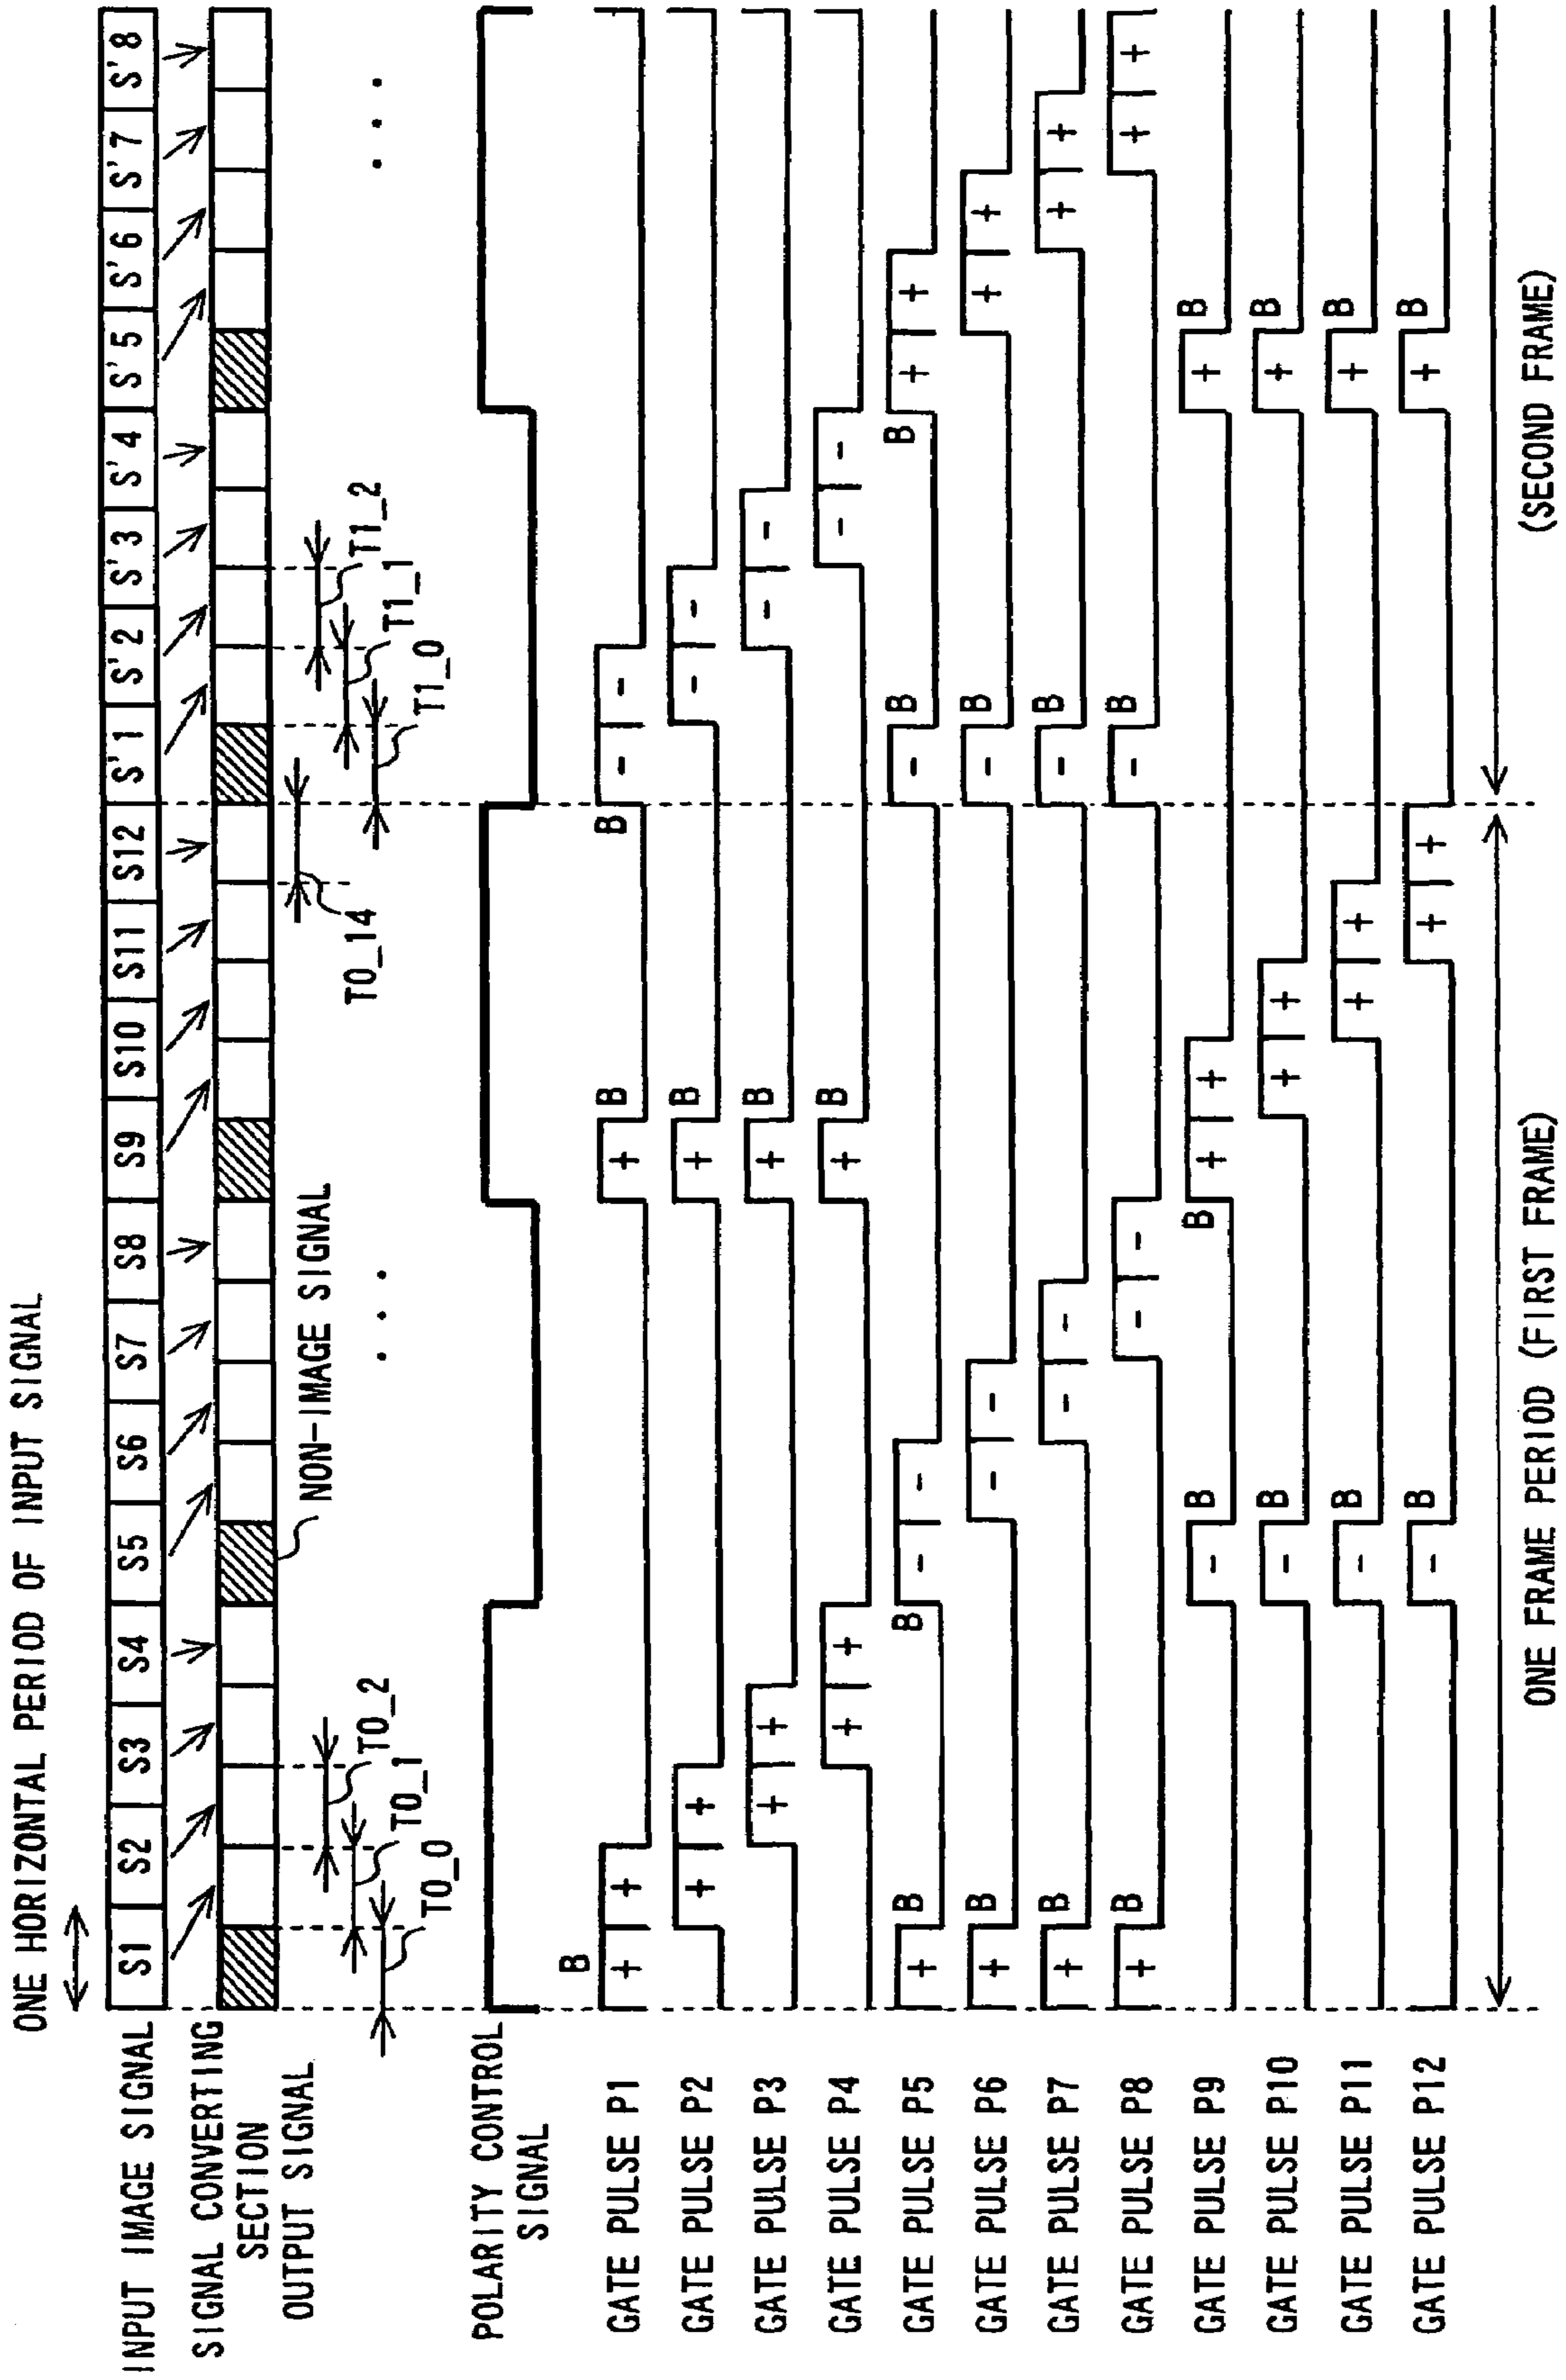 ONE HORIZONTAL PERIOD OF INPUT SIGNAL
INPUT IMAGE SIGNAL S1 S2 S3 S4 S5 S6 S7 S8 S9 S10 S11 S12 S'1 S'2 S'3 S'4 S'5 S'6 S'7 S'8
SIGNAL CONVERTING
SECTION
OUTPUT SIGNAL
NON-IMAGE SIGNAL
T0_0
T0_1
T0_2
T0_14
T1_0
T1_1
T1_2
... ...
POLARITY CONTROL
SIGNAL
GATE PULSE P1 B + + + B B - -
GATE PULSE P2 + + + B - -
GATE PULSE P3 + + + B - -
GATE PULSE P4 + + + B - -
GATE PULSE P5 + B B - - - B B + +
GATE PULSE P6 + B - - - B + +
GATE PULSE P7 + B - - - B + +
GATE PULSE P8 + B - - - B + +
GATE PULSE P9 - B B + + + B
GATE PULSE P10 - B + + + B
GATE PULSE P11 - B + + + B
GATE PULSE P12 - B + + + B
ONE FRAME PERIOD (FIRST FRAME) (SECOND FRAME)